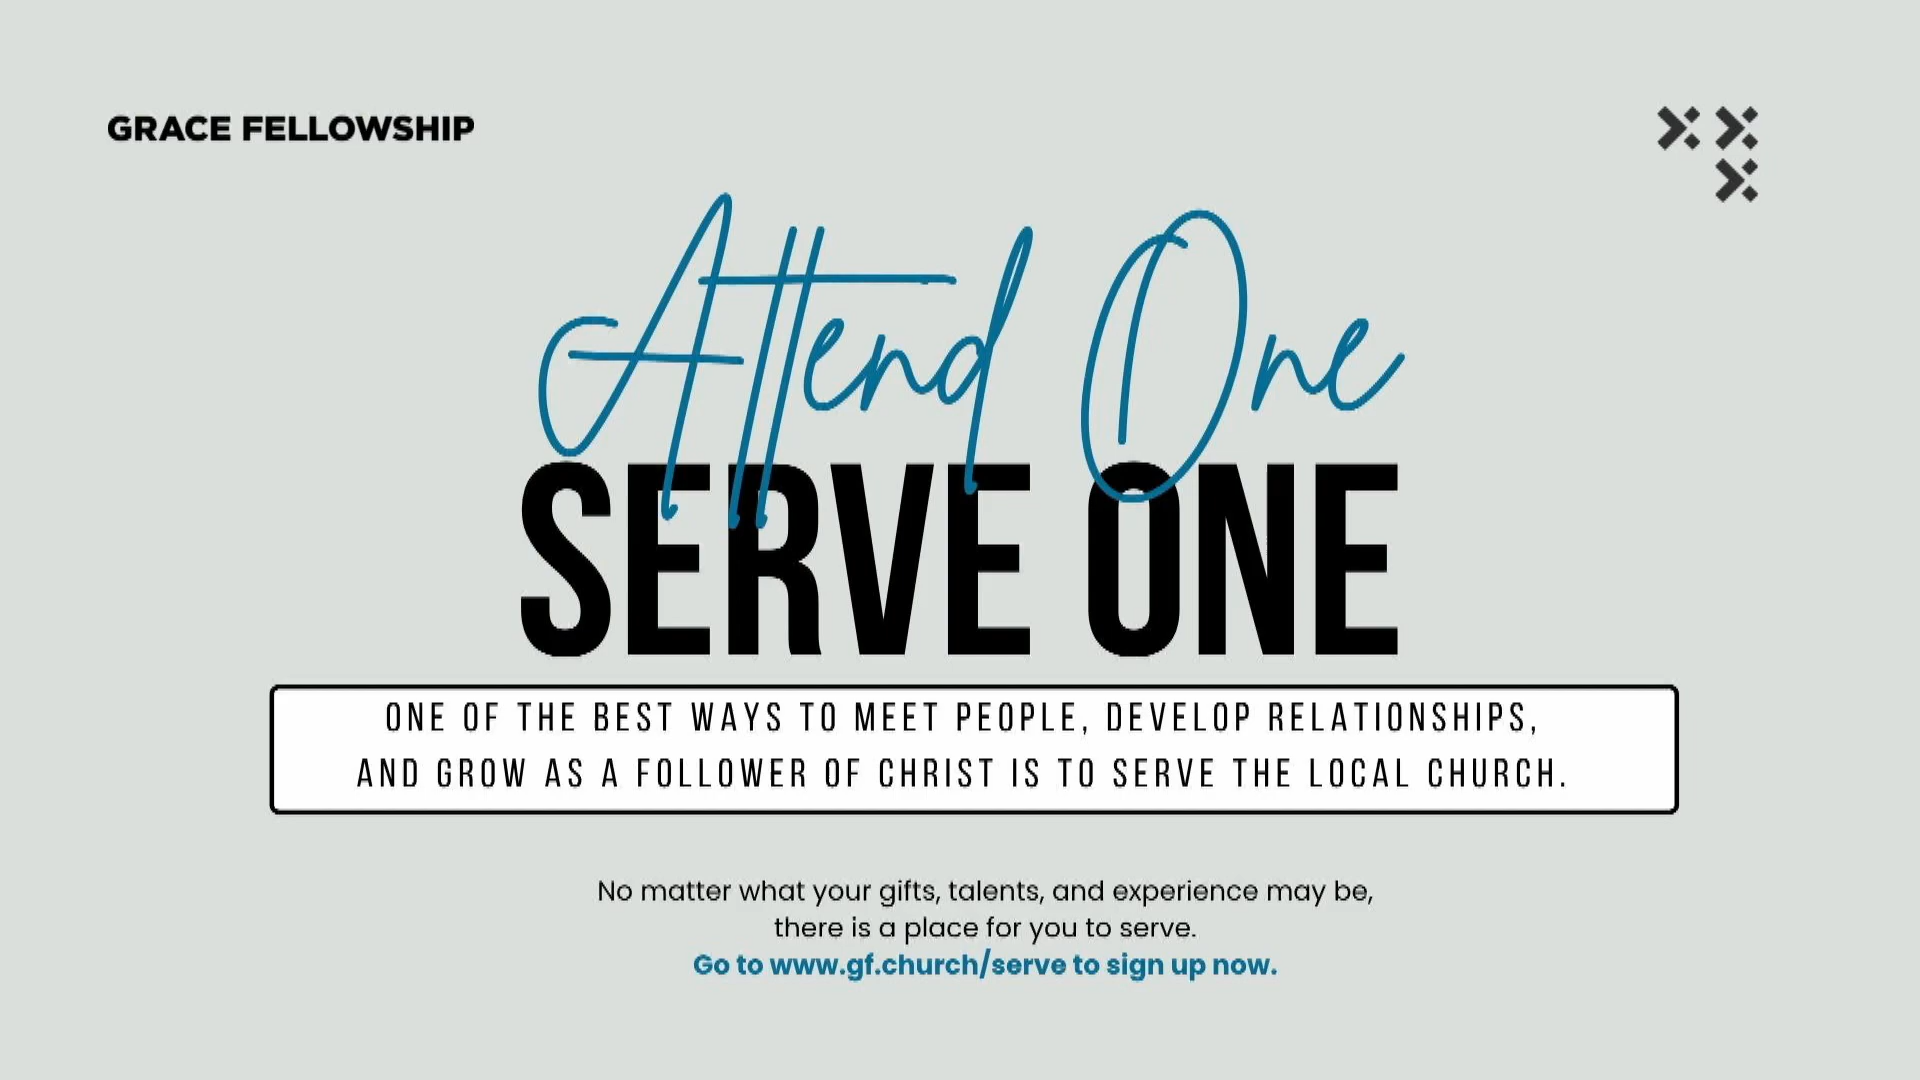 GRACE FELLOWSHIP
Attend One
SERVE ONE
ONE OF THE BEST WAYS TO MEET PEOPLE, DEVELOP RELATIONSHIPS,
AND GROW AS A FOLLOWER OF CHRIST IS TO SERVE THE LOCAL CHURCH.
No matter what your gifts, talents, and experience may be,
there is a place for you to serve.
Go to www.gf.church/serve to sign up now.